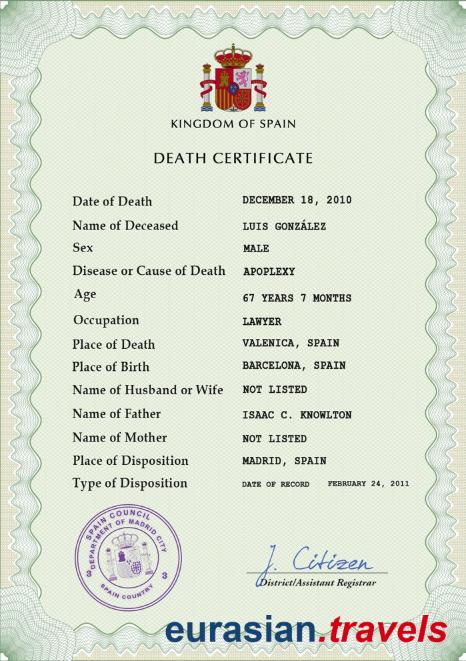 KINGDOM OF SPAIN
DEATH CERTIFICATE
Date of Death DECEMBER 18, 2010
Name of Deceased LUIS GONZÁLEZ
Sex MALE
Disease or Cause of Death APOPLEXY
Age 67 YEARS 7 MONTHS
Occupation LAWYER
Place of Death VALENICA, SPAIN
Place of Birth BARCELONA, SPAIN
Name of Husband or Wife NOT LISTED
Name of Father ISAAC C. KNOWLTON
Name of Mother NOT LISTED
Place of Disposition MADRID, SPAIN
Type of Disposition DATE OF RECORD FEBRUARY 24, 2011
SPAIN COUNCIL
DEPARTMENT OF MADRID CITY
3 3
SPAIN COUNTRY
J. Citizen
District/Assistant Registrar
eurasian.travels